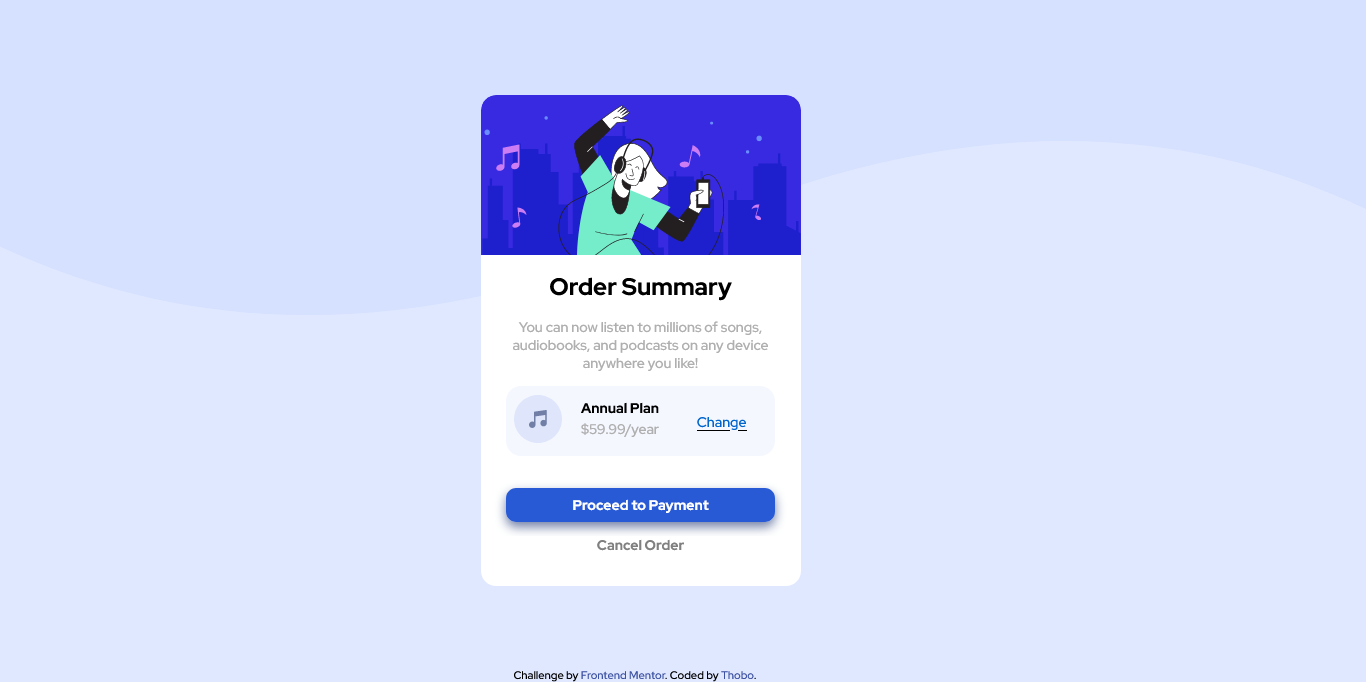 Order Summary
You can now listen to millions of songs,
audiobooks, and podcasts on any device
anywhere you like!
Annual Plan
$59.99/year
Change
Proceed to Payment
Cancel Order
Challenge by Frontend Mentor. Coded by Thobo.